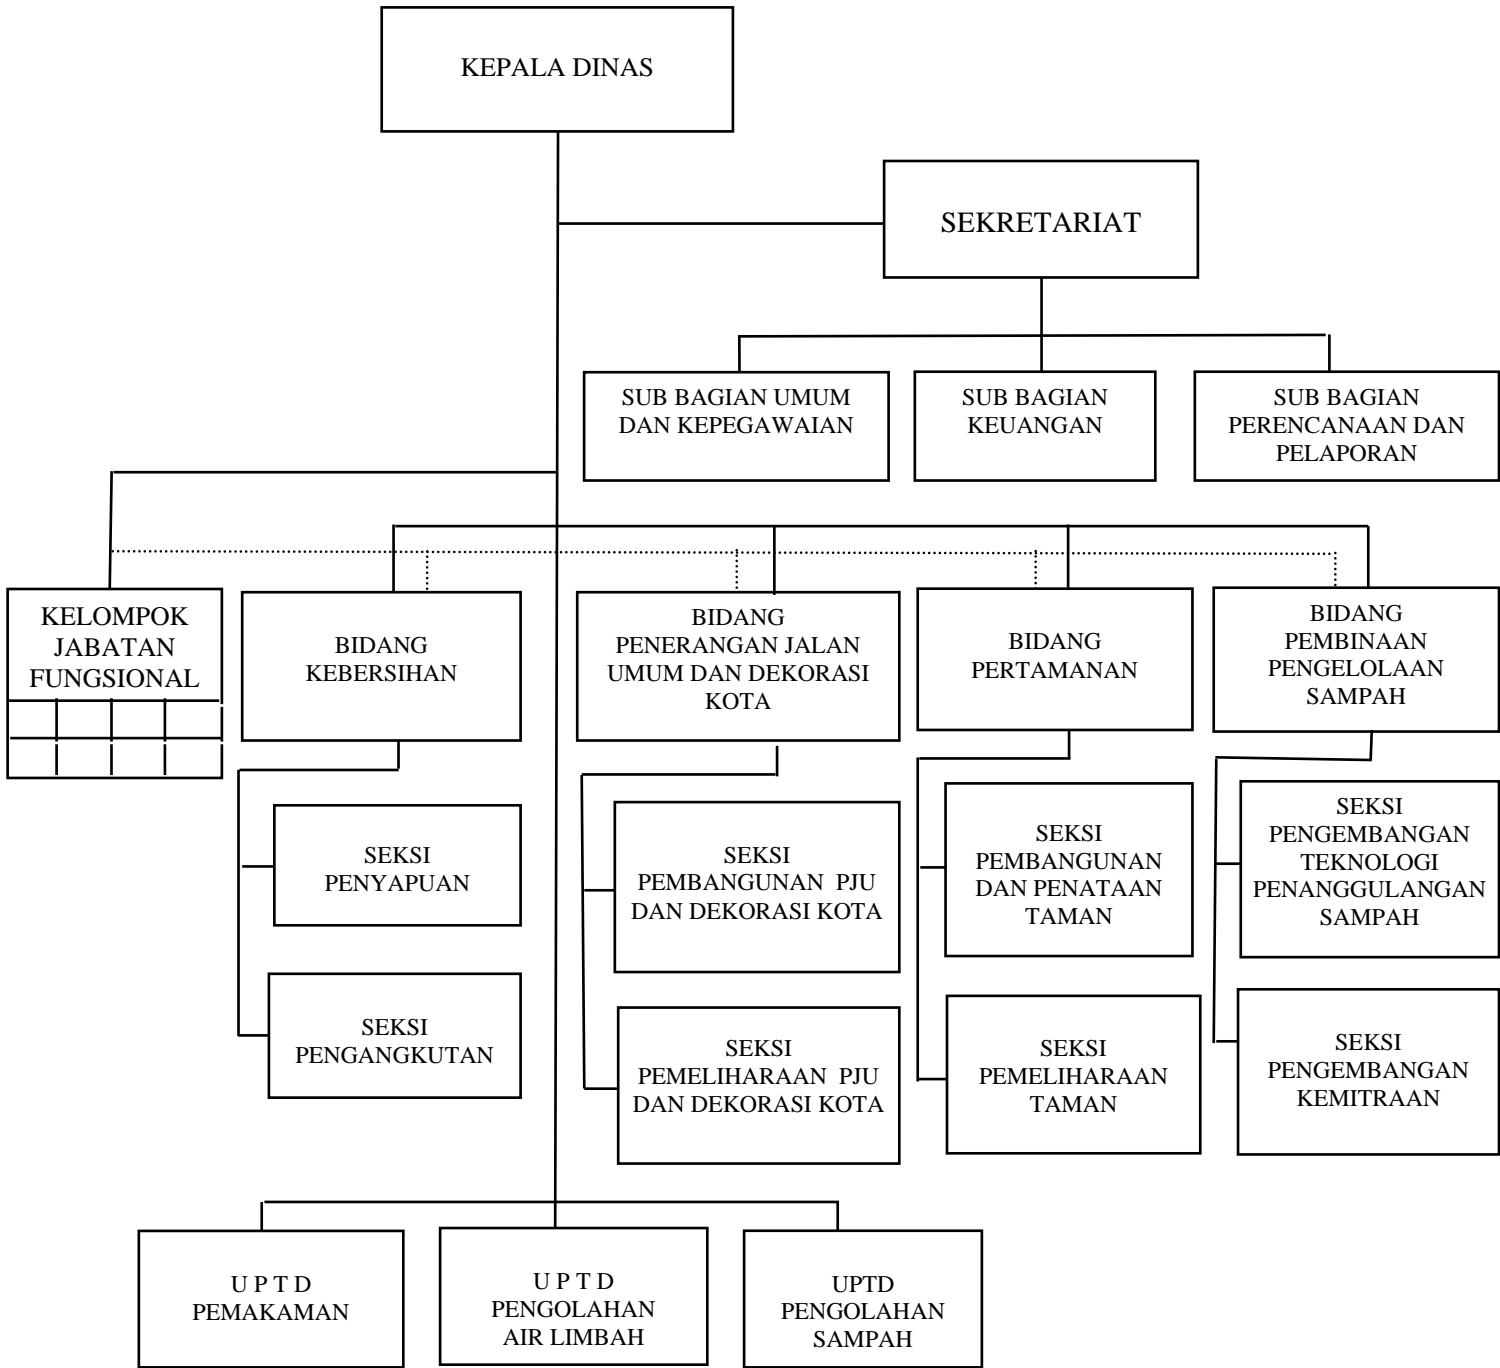 KEPALA DINAS
SEKRETARIAT
SUB BAGIAN UMUM
DAN KEPEGAWAIAN
SUB BAGIAN
KEUANGAN
SUB BAGIAN
PERENCANAAN DAN
PELAPORAN
KELOMPOK
JABATAN
FUNGSIONAL
BIDANG
KEBERSIHAN
BIDANG
PENERANGAN JALAN
UMUM DAN DEKORASI
KOTA
BIDANG
PERTAMANAN
BIDANG
PEMBINAAN
PENGELOLAAN
SAMPAH
SEKSI
PENYAPUAN
SEKSI
PEMBANGUNAN PJU
DAN DEKORASI KOTA
SEKSI
PEMBANGUNAN
DAN PENATAAN
TAMAN
SEKSI
PENGEMBANGAN
TEKNOLOGI
PENANGGULANGAN
SAMPAH
SEKSI
PENGANGKUTAN
SEKSI
PEMELIHARAAN PJU
DAN DEKORASI KOTA
SEKSI
PEMELIHARAAN
TAMAN
SEKSI
PENGEMBANGAN
KEMITRAAN
U P T D
PEMAKAMAN
U P T D
PENGOLAHAN
AIR LIMBAH
UPTD
PENGOLAHAN
SAMPAH